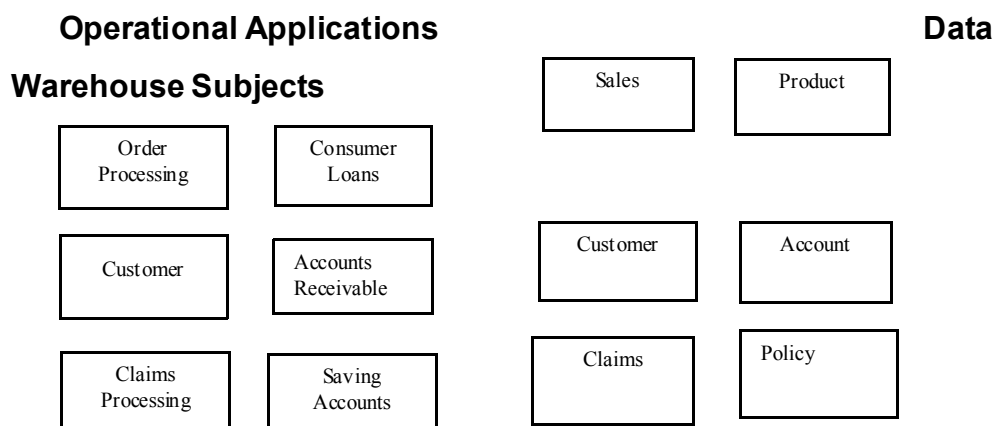 Operational Applications Data
Warehouse Subjects
Sales
Product
Order
Processing
Consumer
Loans
Customer
Accounts
Receivable
Customer
Account
Claims
Processing
Saving
Accounts
Claims
Policy